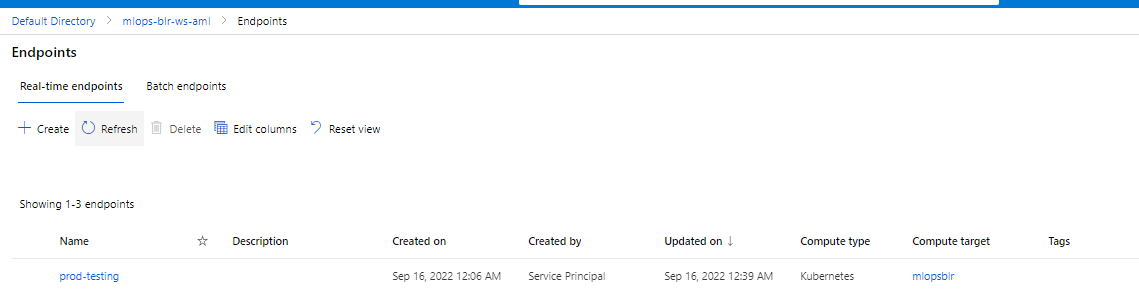 Default Directory > mlops-blr-ws-aml > Endpoints
Endpoints
Real-time endpoints Batch endpoints
Create Refresh Delete Edit columns Reset view
Showing 1-3 endpoints
Name Description Created on Created by Updated on ↓ Compute type Compute target Tags
prod-testing Sep 16, 2022 12:06 AM Service Principal Sep 16, 2022 12:39 AM Kubernetes mlopsblr